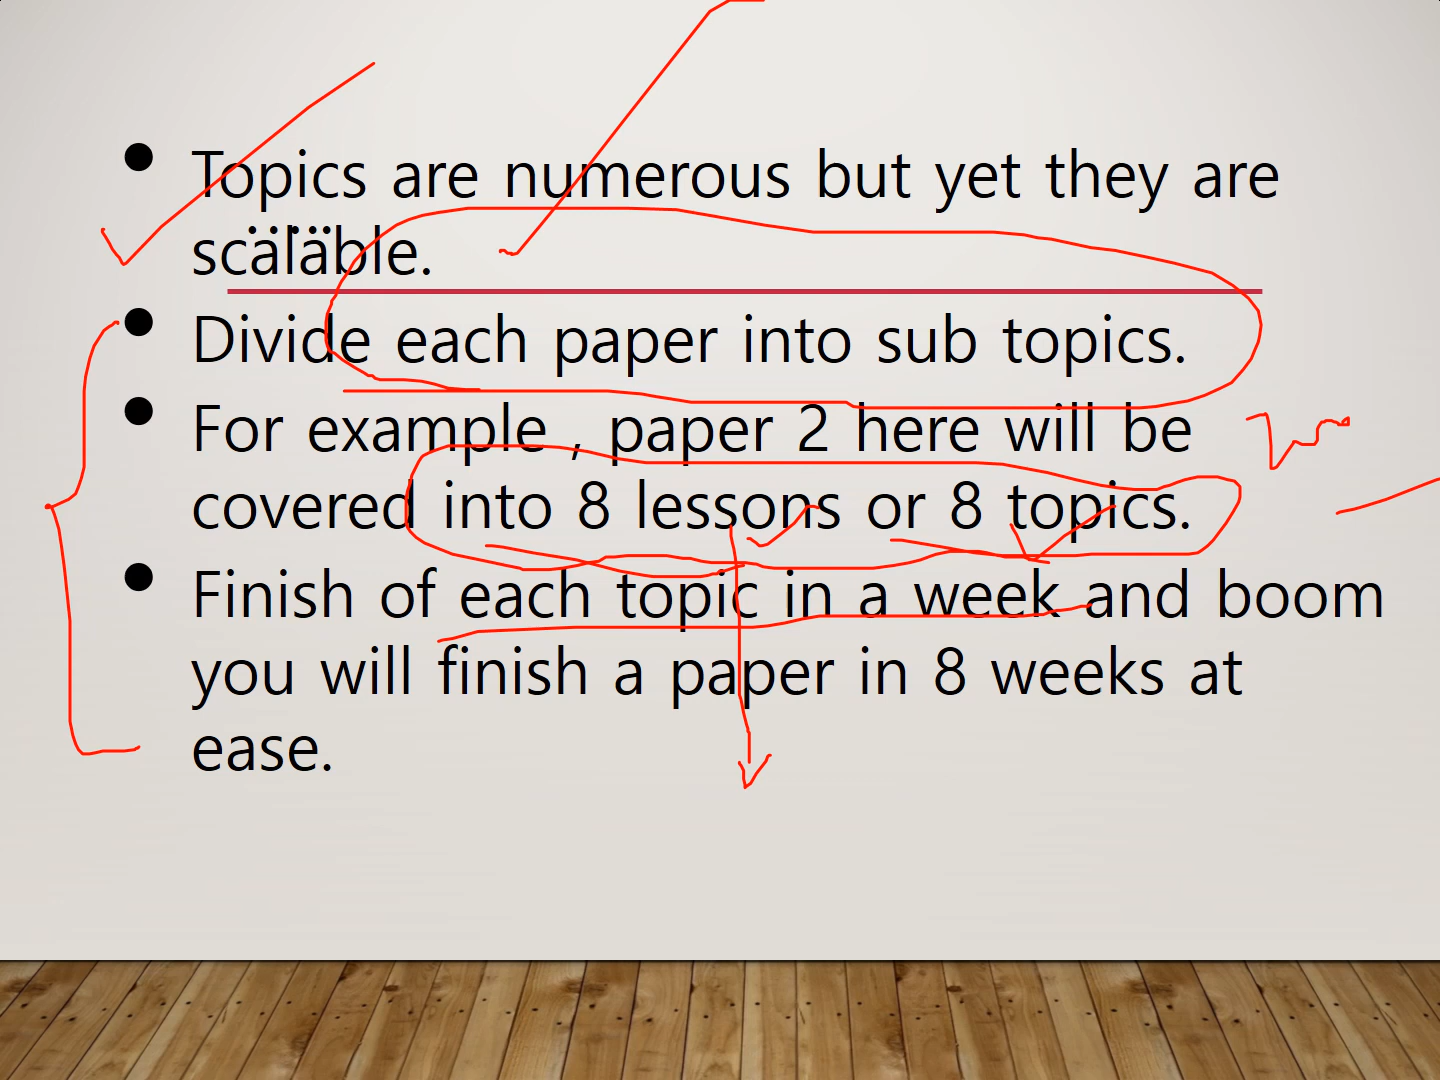 • Topics are numerous but yet they are
scälable.
• Divide each paper into sub topics.
• For example , paper 2 here will be
covered into 8 lessons or 8 topics.
• Finish of each topic in a week and boom
you will finish a paper in 8 weeks at
ease.